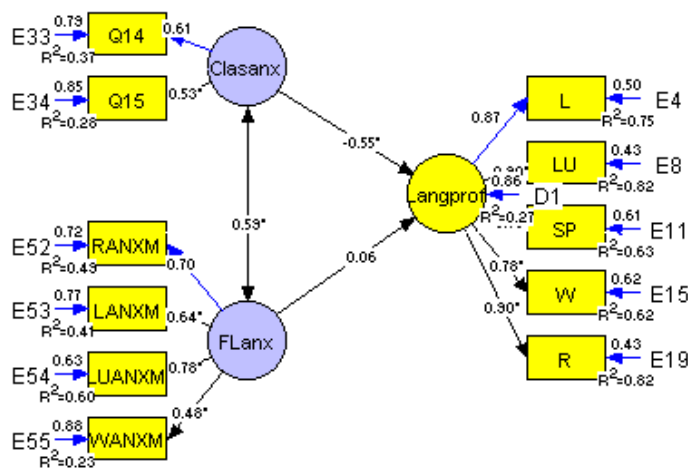 0.79
E33
Q14
R²=0.37
0.61
Clasanx
0.85
E34
Q15
R²=0.28
0.53*
-0.55*
0.59*
0.06
0.72
E52
RANXM
R²=0.49
0.70
0.77
E53
LANXM
R²=0.41
0.64*
FLanx
0.63
E54
LUANXM
R²=0.60
0.78*
0.88
E55
WANXM
R²=0.23
0.48*
Langprof
0.86
D1
R²=0.27
0.87
L
0.50
E4
R²=0.75
LU
0.43
E8
R²=0.82
SP
0.61
E11
R²=0.63
0.78*
W
0.62
E15
R²=0.62
0.90*
R
0.43
E19
R²=0.82